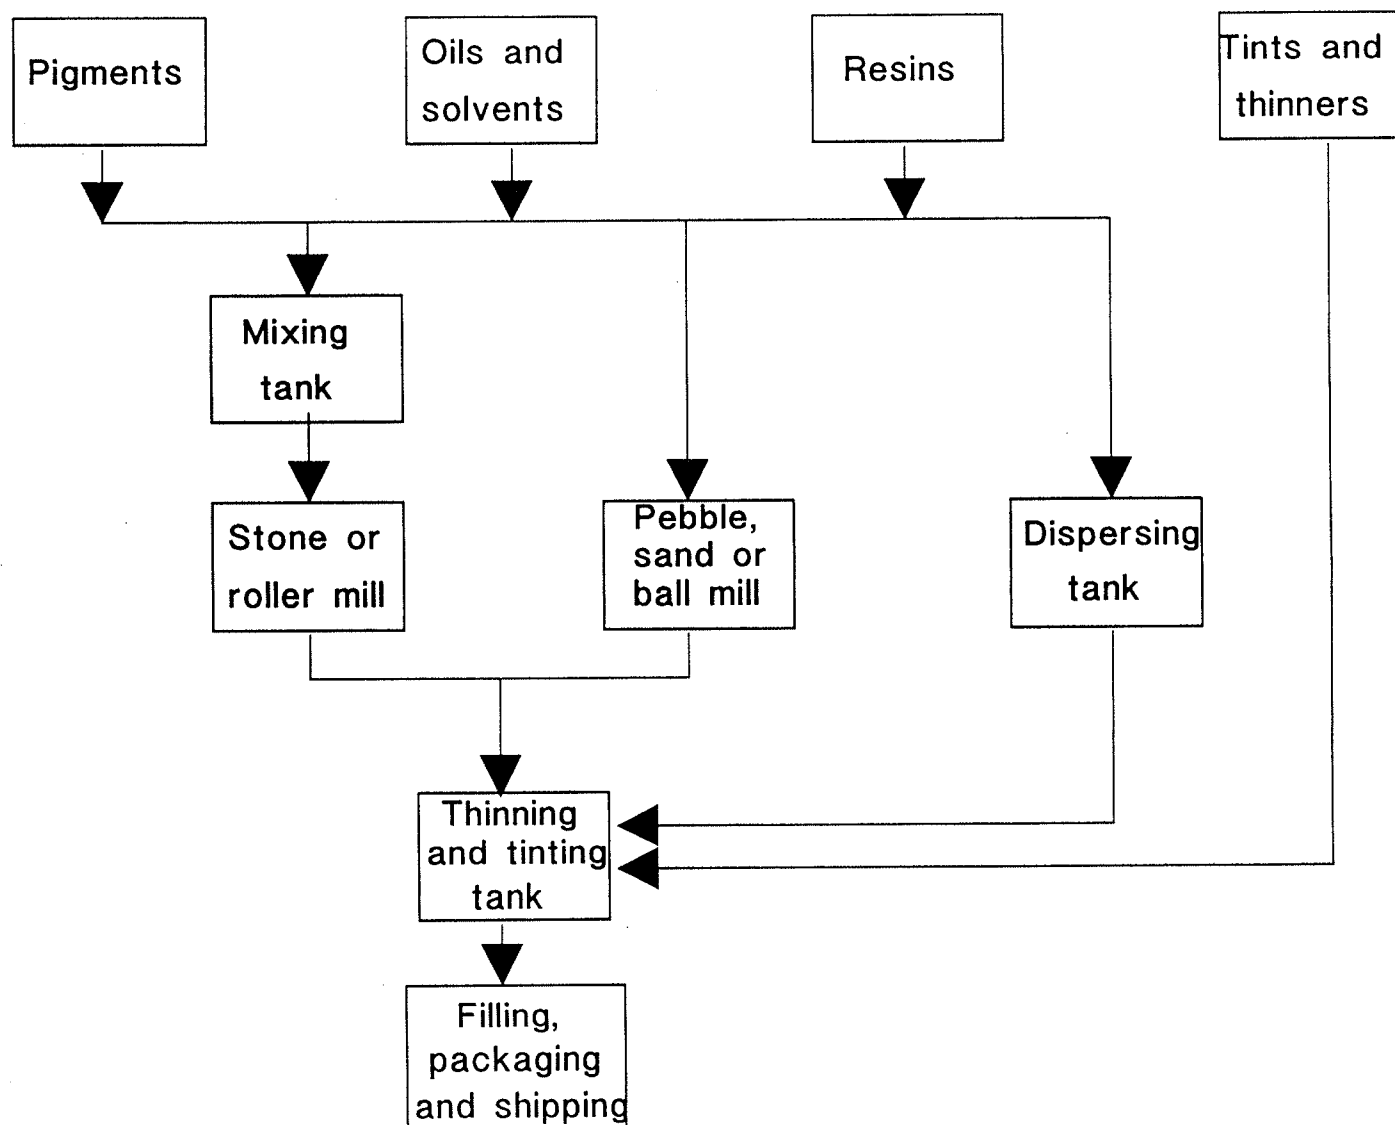 Pigments
Oils and
solvents
Resins
Tints and
thinners
Mixing
tank
Stone or
roller mill
Pebble,
sand or
ball mill
Dispersing
tank
Thinning
and tinting
tank
Filling,
packaging
and shipping